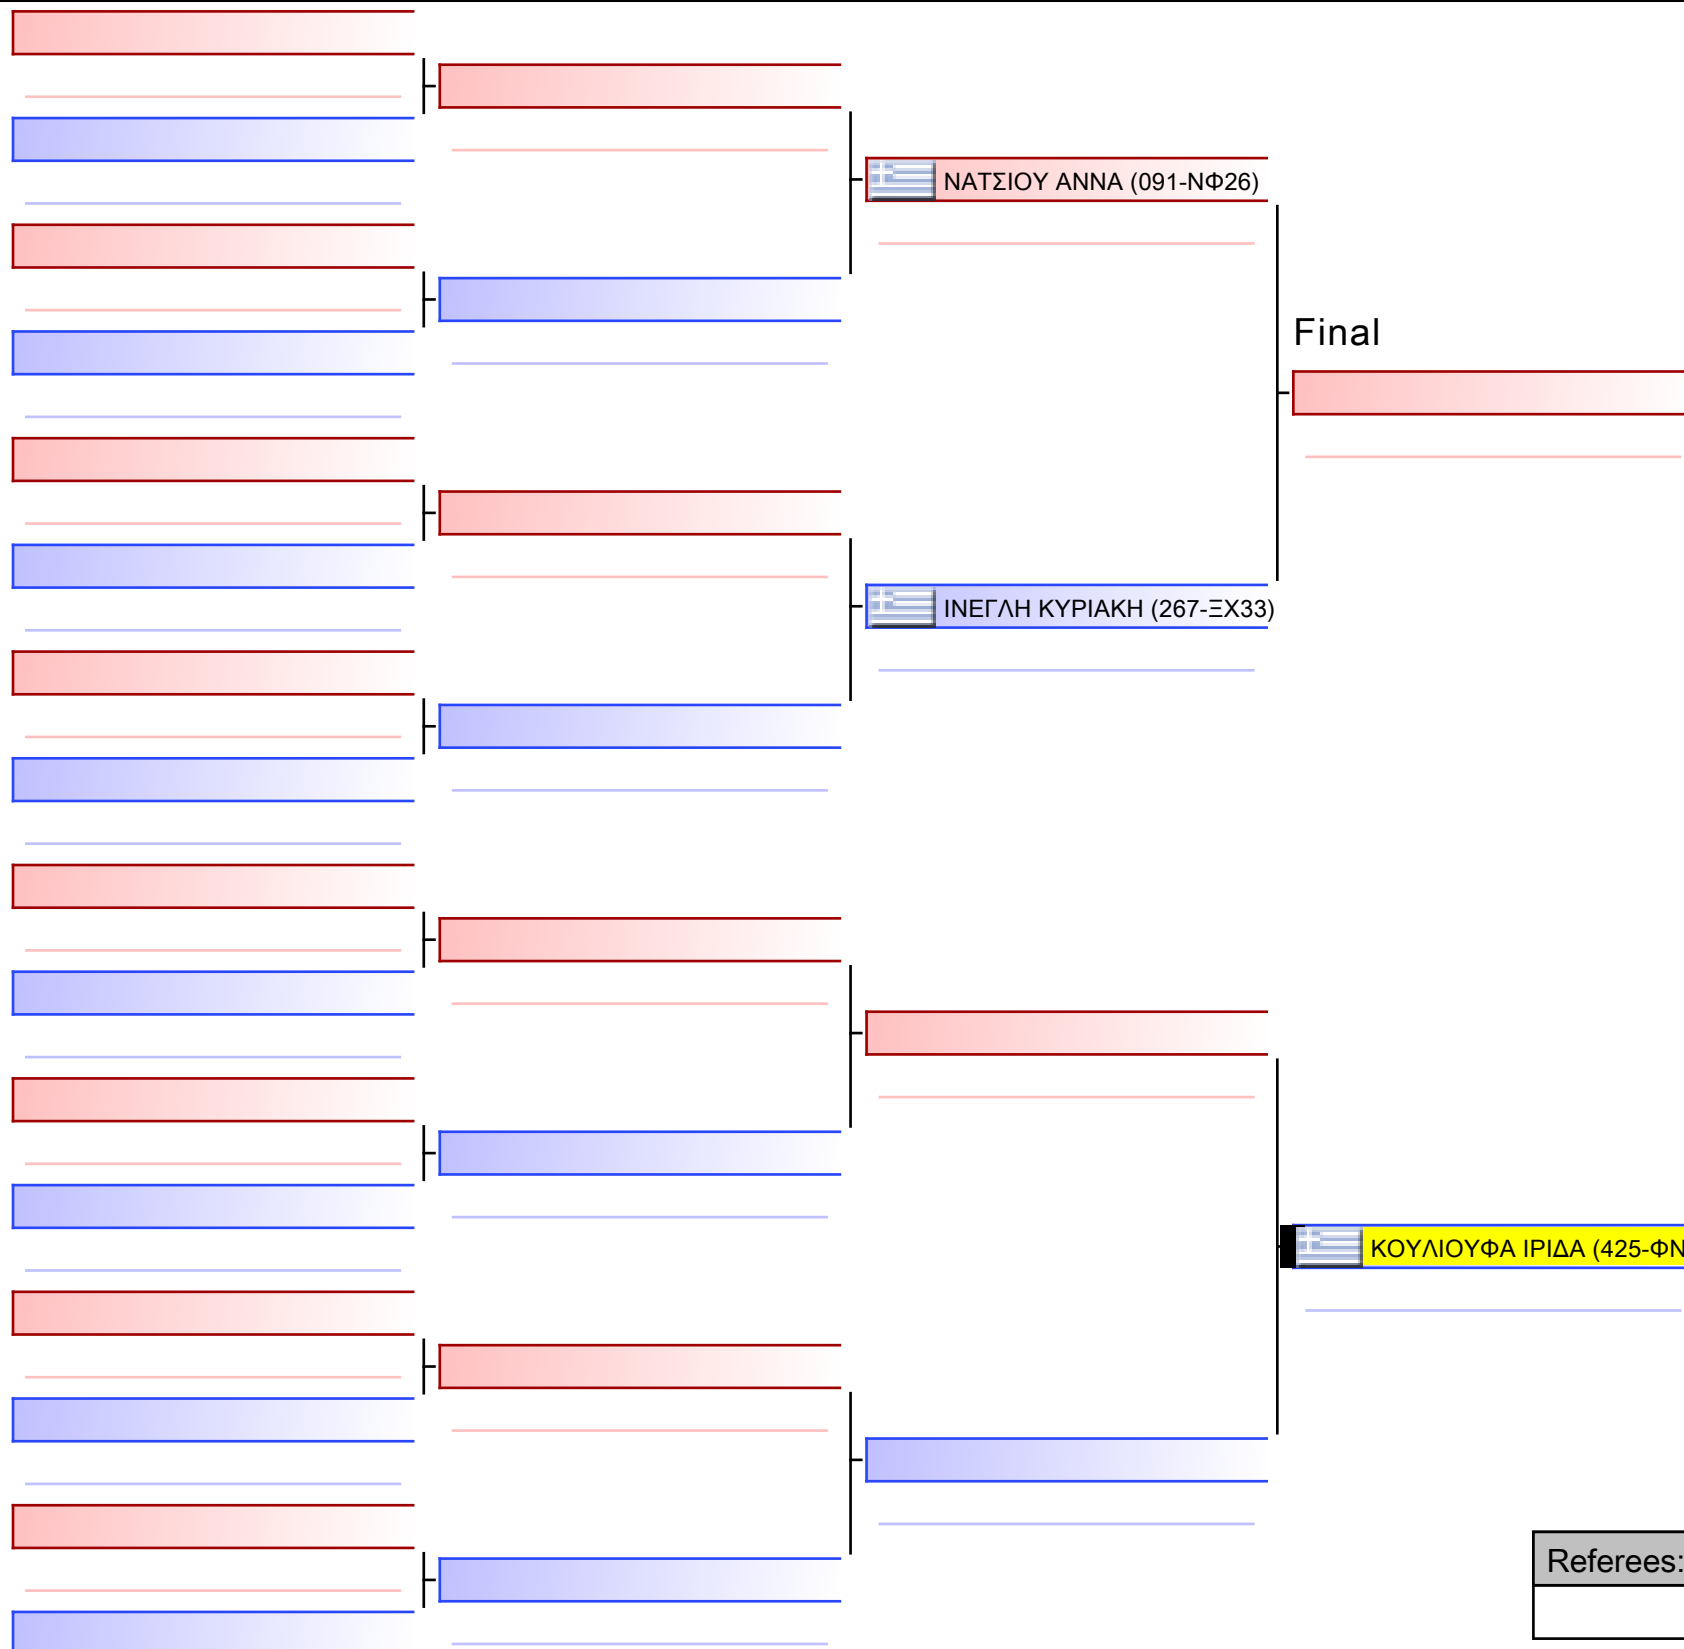 ΝΑΤΣΙΟΥ ΑΝΝΑ (091-ΝΦ26)
Final
ΙΝΕΓΛΗ ΚΥΡΙΑΚΗ (267-ΞΧ33)
ΚΟΥΛΙΟΥΦΑ ΙΡΙΔΑ (425-ΦΝ
Referees: